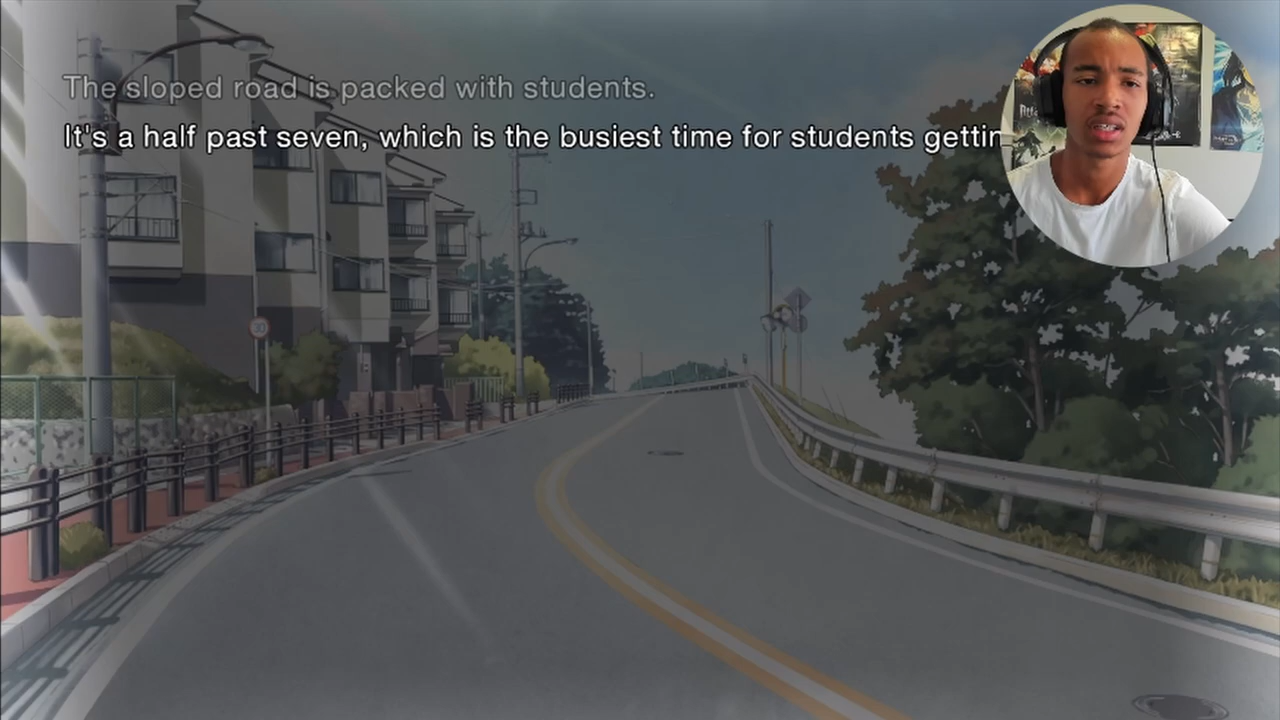 The sloped road is packed with students.
It's a half past seven, which is the busiest time for students gettin